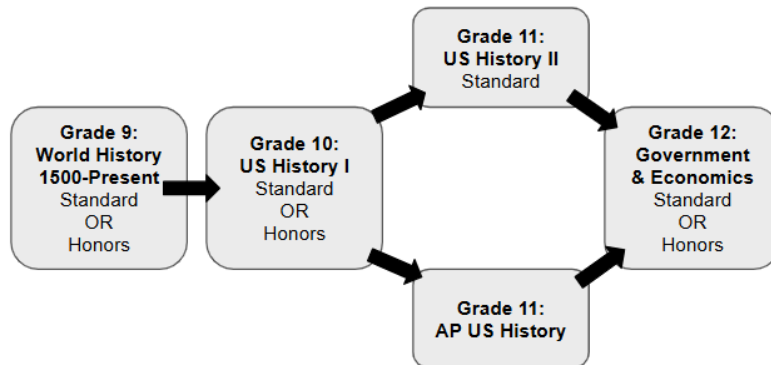 Grade 9:
World History
1500-Present
Standard
OR
Honors
Grade 10:
US History I
Standard
OR
Honors
Grade 11:
US History II
Standard
Grade 11:
AP US History
Grade 12:
Government
& Economics
Standard
OR
Honors